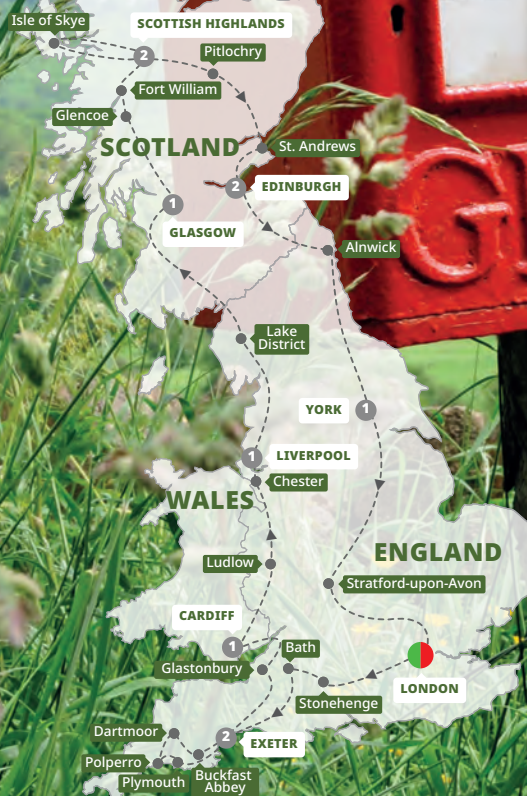 Isle of Skye
SCOTTISH HIGHLANDS
2
Pitlochry
Fort William
Glencoe
SCOTLAND
St. Andrews
2
EDINBURGH
1
GLASGOW
G
Alnwick
Lake
District
YORK
1
1
LIVERPOOL
Chester
WALES
ENGLAND
Ludlow
Stratford-upon-Avon
CARDIFF
1
Bath
Glastonbury
LONDON
Stonehenge
Dartmoor
2
EXETER
Polperro
Plymouth
Buckfast
Abbey